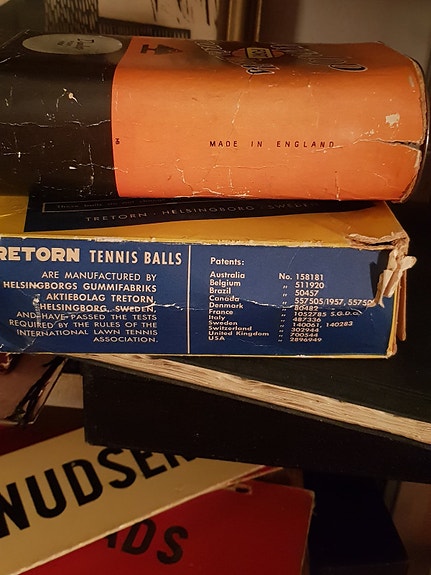 MADE IN ENGLAND
TRETORN · HELSINGBORG · SWEDEN
RETORN TENNIS BALLS
ARE MANUFACTURED BY
HELSINGBORGS GUMMIFABRIKS
AKTIEBOLAG TRETORN,
HELSINGBORG, SWEDEN,
AND HAVE PASSED THE TESTS
REQUIRED BY THE RULES OF THE
INTERNATIONAL LAWN TENNIS
ASSOCIATION.
Patents:
Australia No. 158181
Belgium „ 511920
Brazil „ 50457
Canada „ 557505/1957, 55750
Denmark „ 80482
France „ 1052785 S.G.D.G.
Italy „ 487336
Sweden „ 140061, 140283
Switzerland „ 302944
United Kingdom „ 700544
USA „ 2896949
NUDSEN
ADS